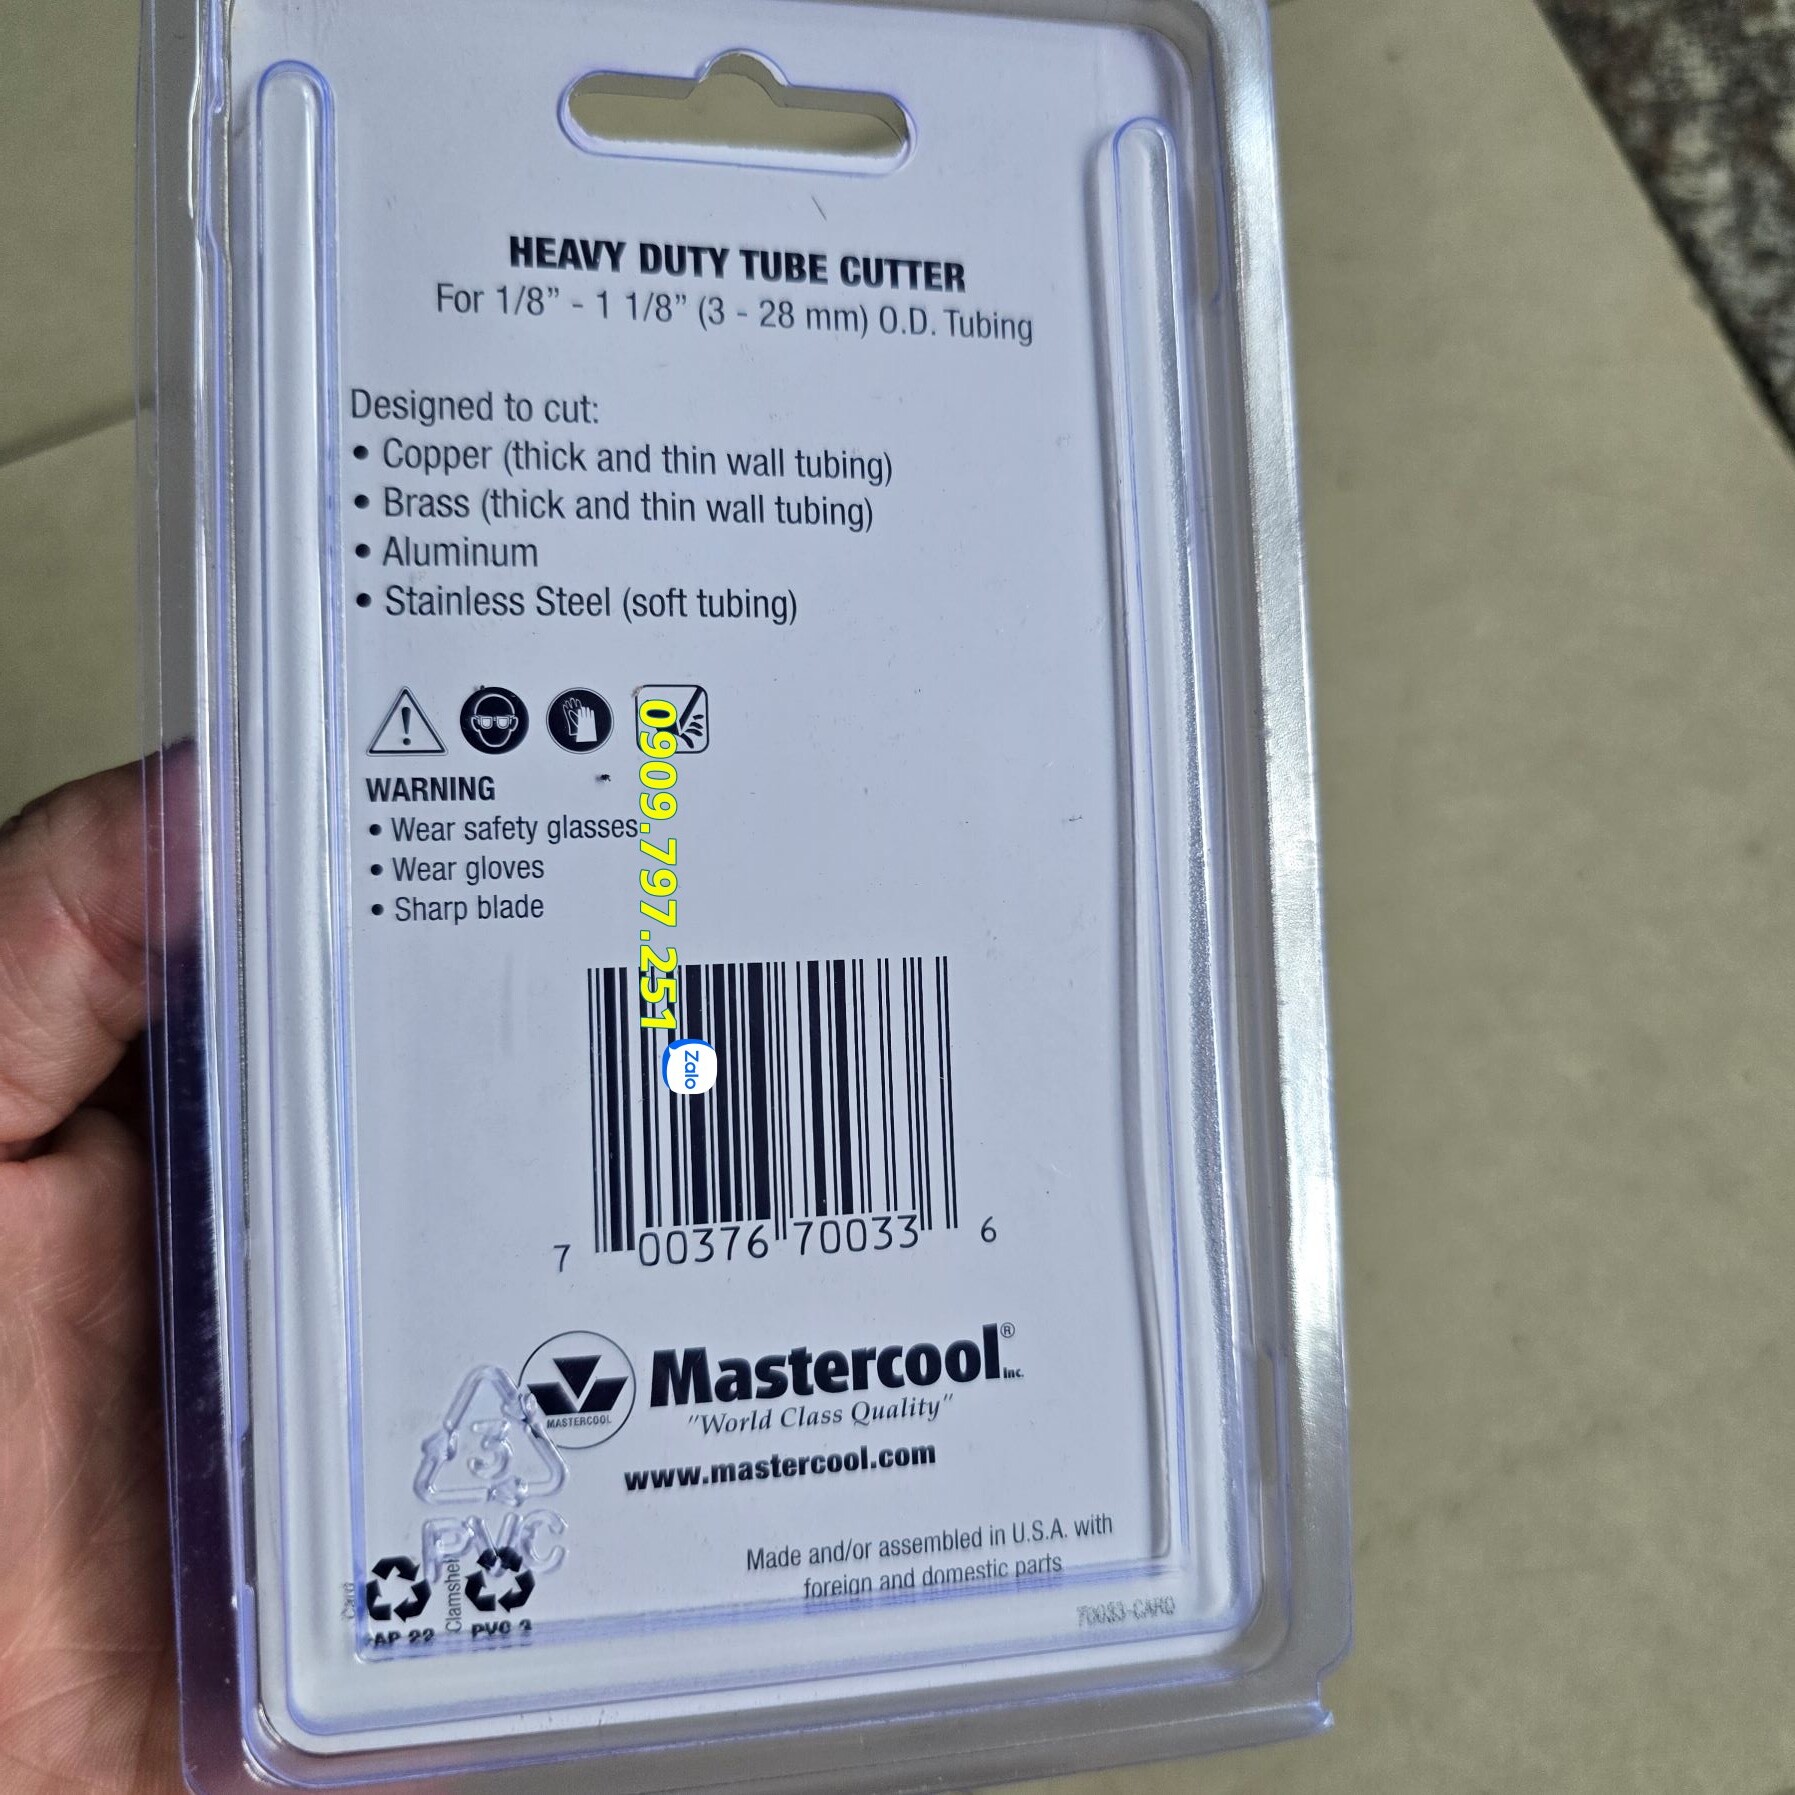 HEAVY DUTY TUBE CUTTER
For 1/8” - 1 1/8” (3 - 28 mm) O.D. Tubing
Designed to cut:
• Copper (thick and thin wall tubing)
• Brass (thick and thin wall tubing)
• Aluminum
• Stainless Steel (soft tubing)
WARNING
• Wear safety glasses
• Wear gloves
• Sharp blade
0909.797.251
Zalo
7 00376 70033 6
MASTERCOOL
Mastercool® Inc.
"World Class Quality"
www.mastercool.com
3
PVC
Made and/or assembled in U.S.A. with
foreign and domestic parts
Card
Clamshell
PAP 22
PVC 3
70033-CARD